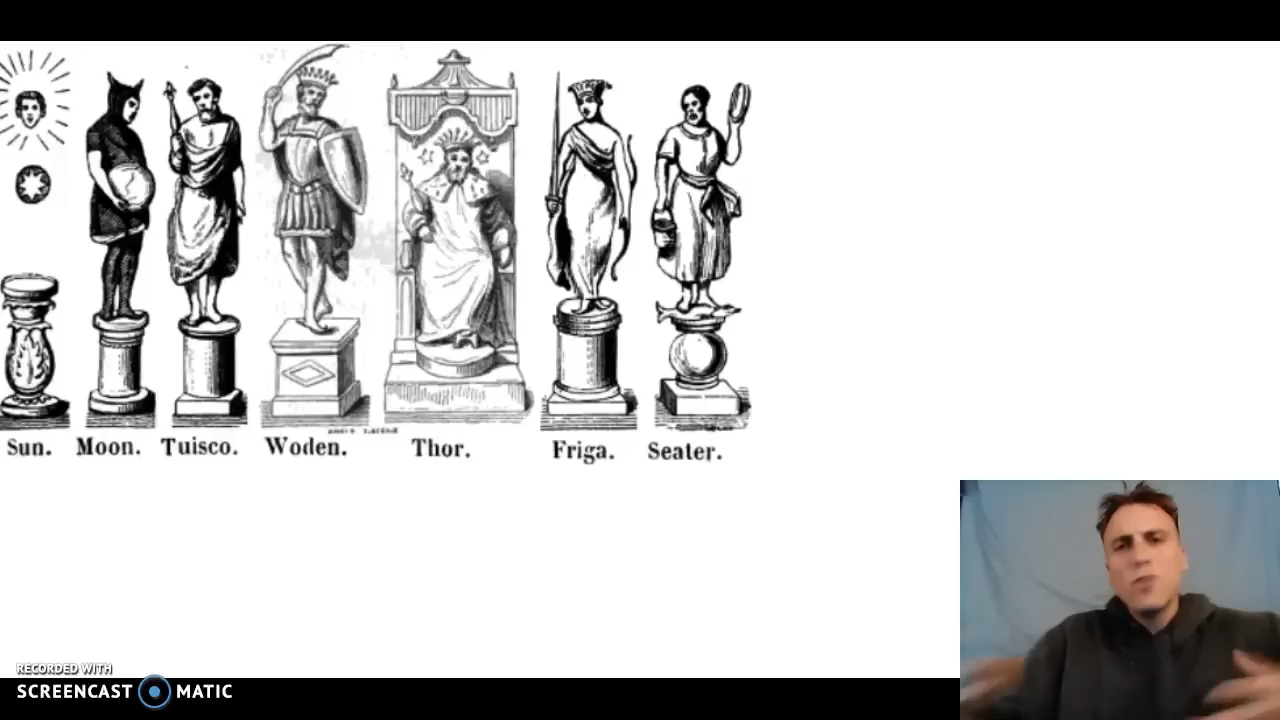 Sun. Moon. Tuisco. Woden. Thor. Friga. Seater.
RECORDED WITH
SCREENCAST MATIC